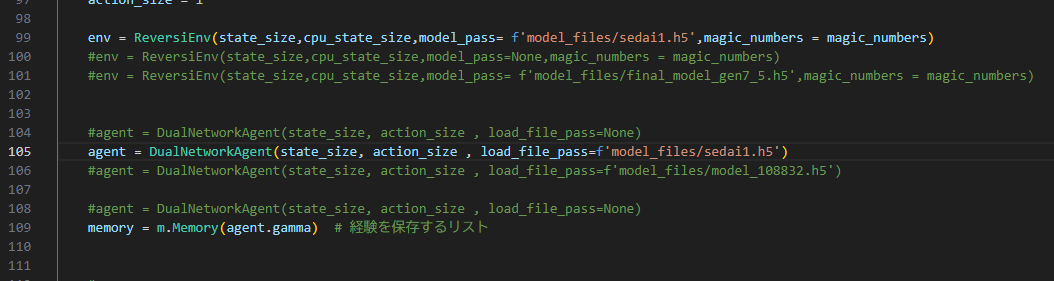 97 action_size = 1
98
99 env = ReversiEnv(state_size,cpu_state_size,model_pass= f'model_files/sedai1.h5',magic_numbers = magic_numbers)
100 #env = ReversiEnv(state_size,cpu_state_size,model_pass=None,magic_numbers = magic_numbers)
101 #env = ReversiEnv(state_size,cpu_state_size,model_pass= f'model_files/final_model_gen7_5.h5',magic_numbers = magic_numbers)
102
103
104 #agent = DualNetworkAgent(state_size, action_size , load_file_pass=None)
105 agent = DualNetworkAgent(state_size, action_size , load_file_pass=f'model_files/sedai1.h5')
106 #agent = DualNetworkAgent(state_size, action_size , load_file_pass=f'model_files/model_108832.h5')
107
108 #agent = DualNetworkAgent(state_size, action_size , load_file_pass=None)
109 memory = m.Memory(agent.gamma)  # 経験を保存するリスト
110
111